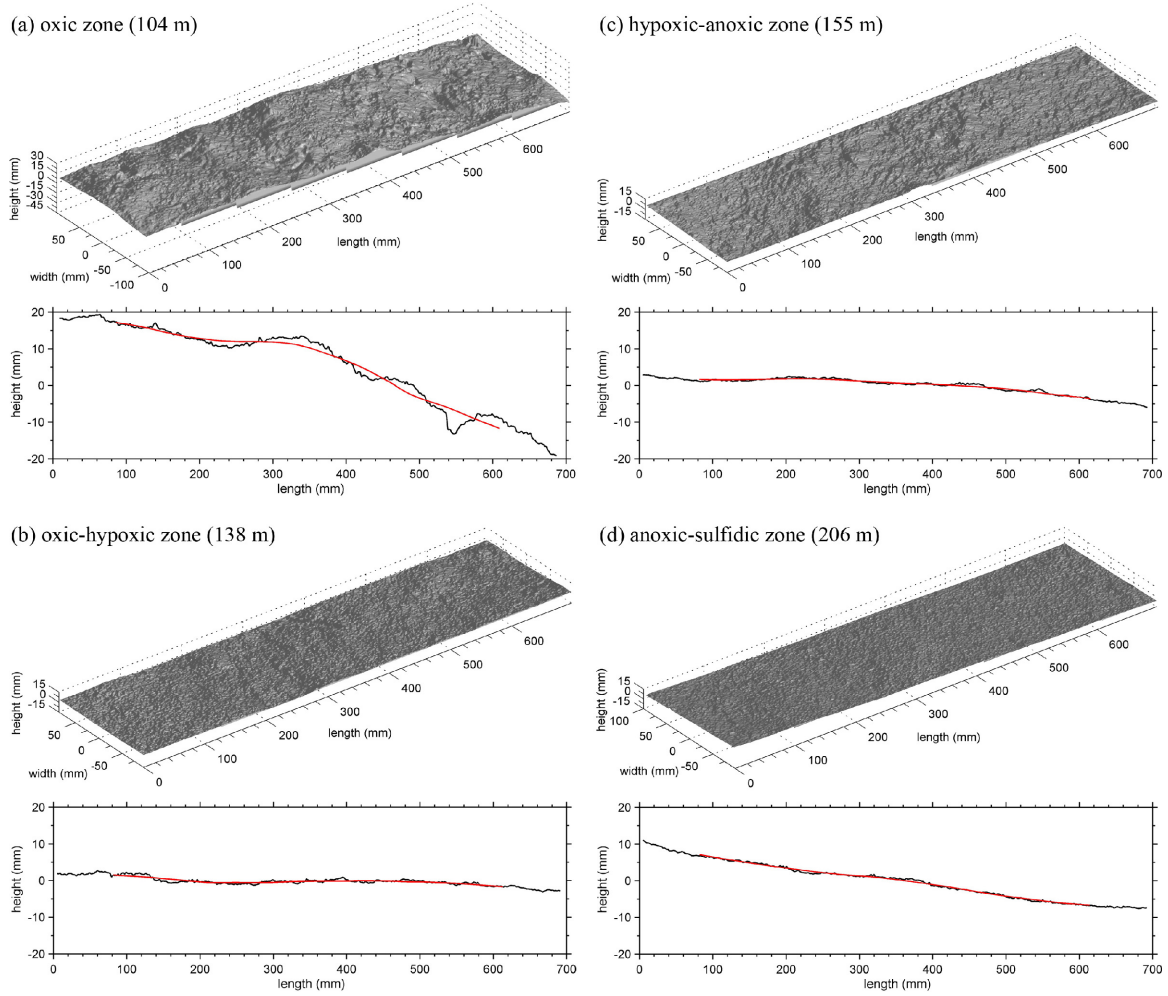 (a) oxic zone (104 m)
30
15
0
-15
-30
-45
height (mm)
50
0
-50
-100
width (mm)
0
100
200
300
400
500
600
length (mm)
20
10
0
-10
-20
height (mm)
0 100 200 300 400 500 600 700
length (mm)
(c) hypoxic-anoxic zone (155 m)
15
0
-15
height (mm)
50
0
-50
width (mm)
0
100
200
300
400
500
600
length (mm)
20
10
0
-10
-20
height (mm)
0 100 200 300 400 500 600 700
length (mm)
(b) oxic-hypoxic zone (138 m)
15
0
-15
height (mm)
50
0
-50
width (mm)
0
100
200
300
400
500
600
length (mm)
20
10
0
-10
-20
height (mm)
0 100 200 300 400 500 600 700
length (mm)
(d) anoxic-sulfidic zone (206 m)
15
0
-15
height (mm)
100
50
0
-50
width (mm)
0
100
200
300
400
500
600
length (mm)
20
10
0
-10
-20
height (mm)
0 100 200 300 400 500 600 700
length (mm)